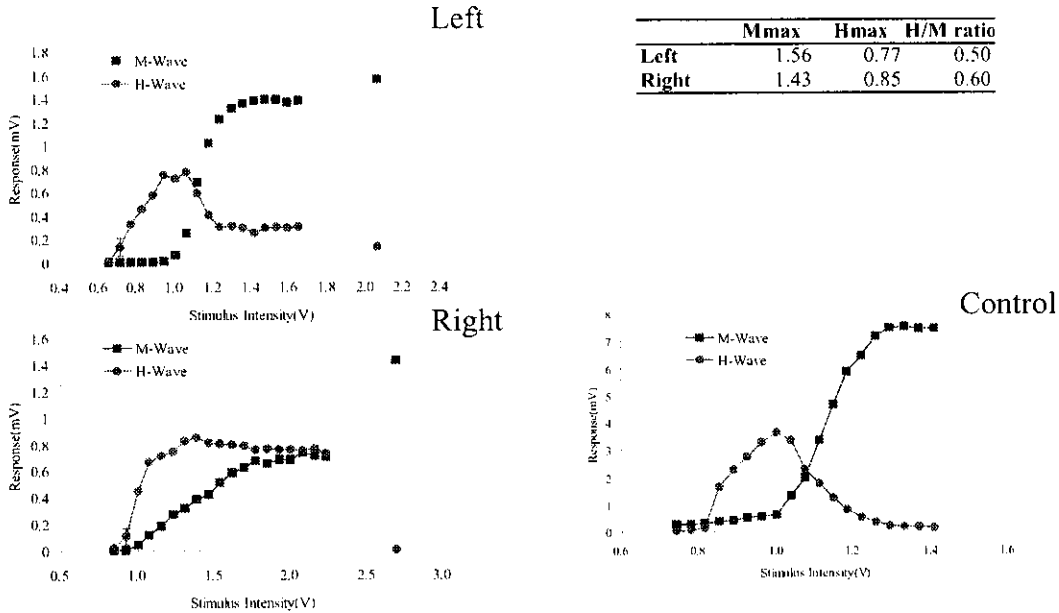 Left
Mmax Hmax H/M ratio
Left 1.56 0.77 0.50
Right 1.43 0.85 0.60
1.8
1.6
1.4
1.2
1
0.8
0.6
0.4
0.2
0
M-Wave
H-Wave
Response(mV)
0.4 0.6 0.8 1.0 1.2 1.4 1.6 1.8 2.0 2.2 2.4
Stimulus Intensity(V)
Right
1.6
1.4
1.2
1
0.8
0.6
0.4
0.2
0
M-Wave
H-Wave
Response(mV)
0.5 1.0 1.5 2.0 2.5 3.0
Stimulus Intensity(V)
Control
8
7
6
5
4
3
2
1
0
M-Wave
H-Wave
Response(mV)
0.6 0.8 1.0 1.2 1.4 1.6
Stimulus Intensity(V)